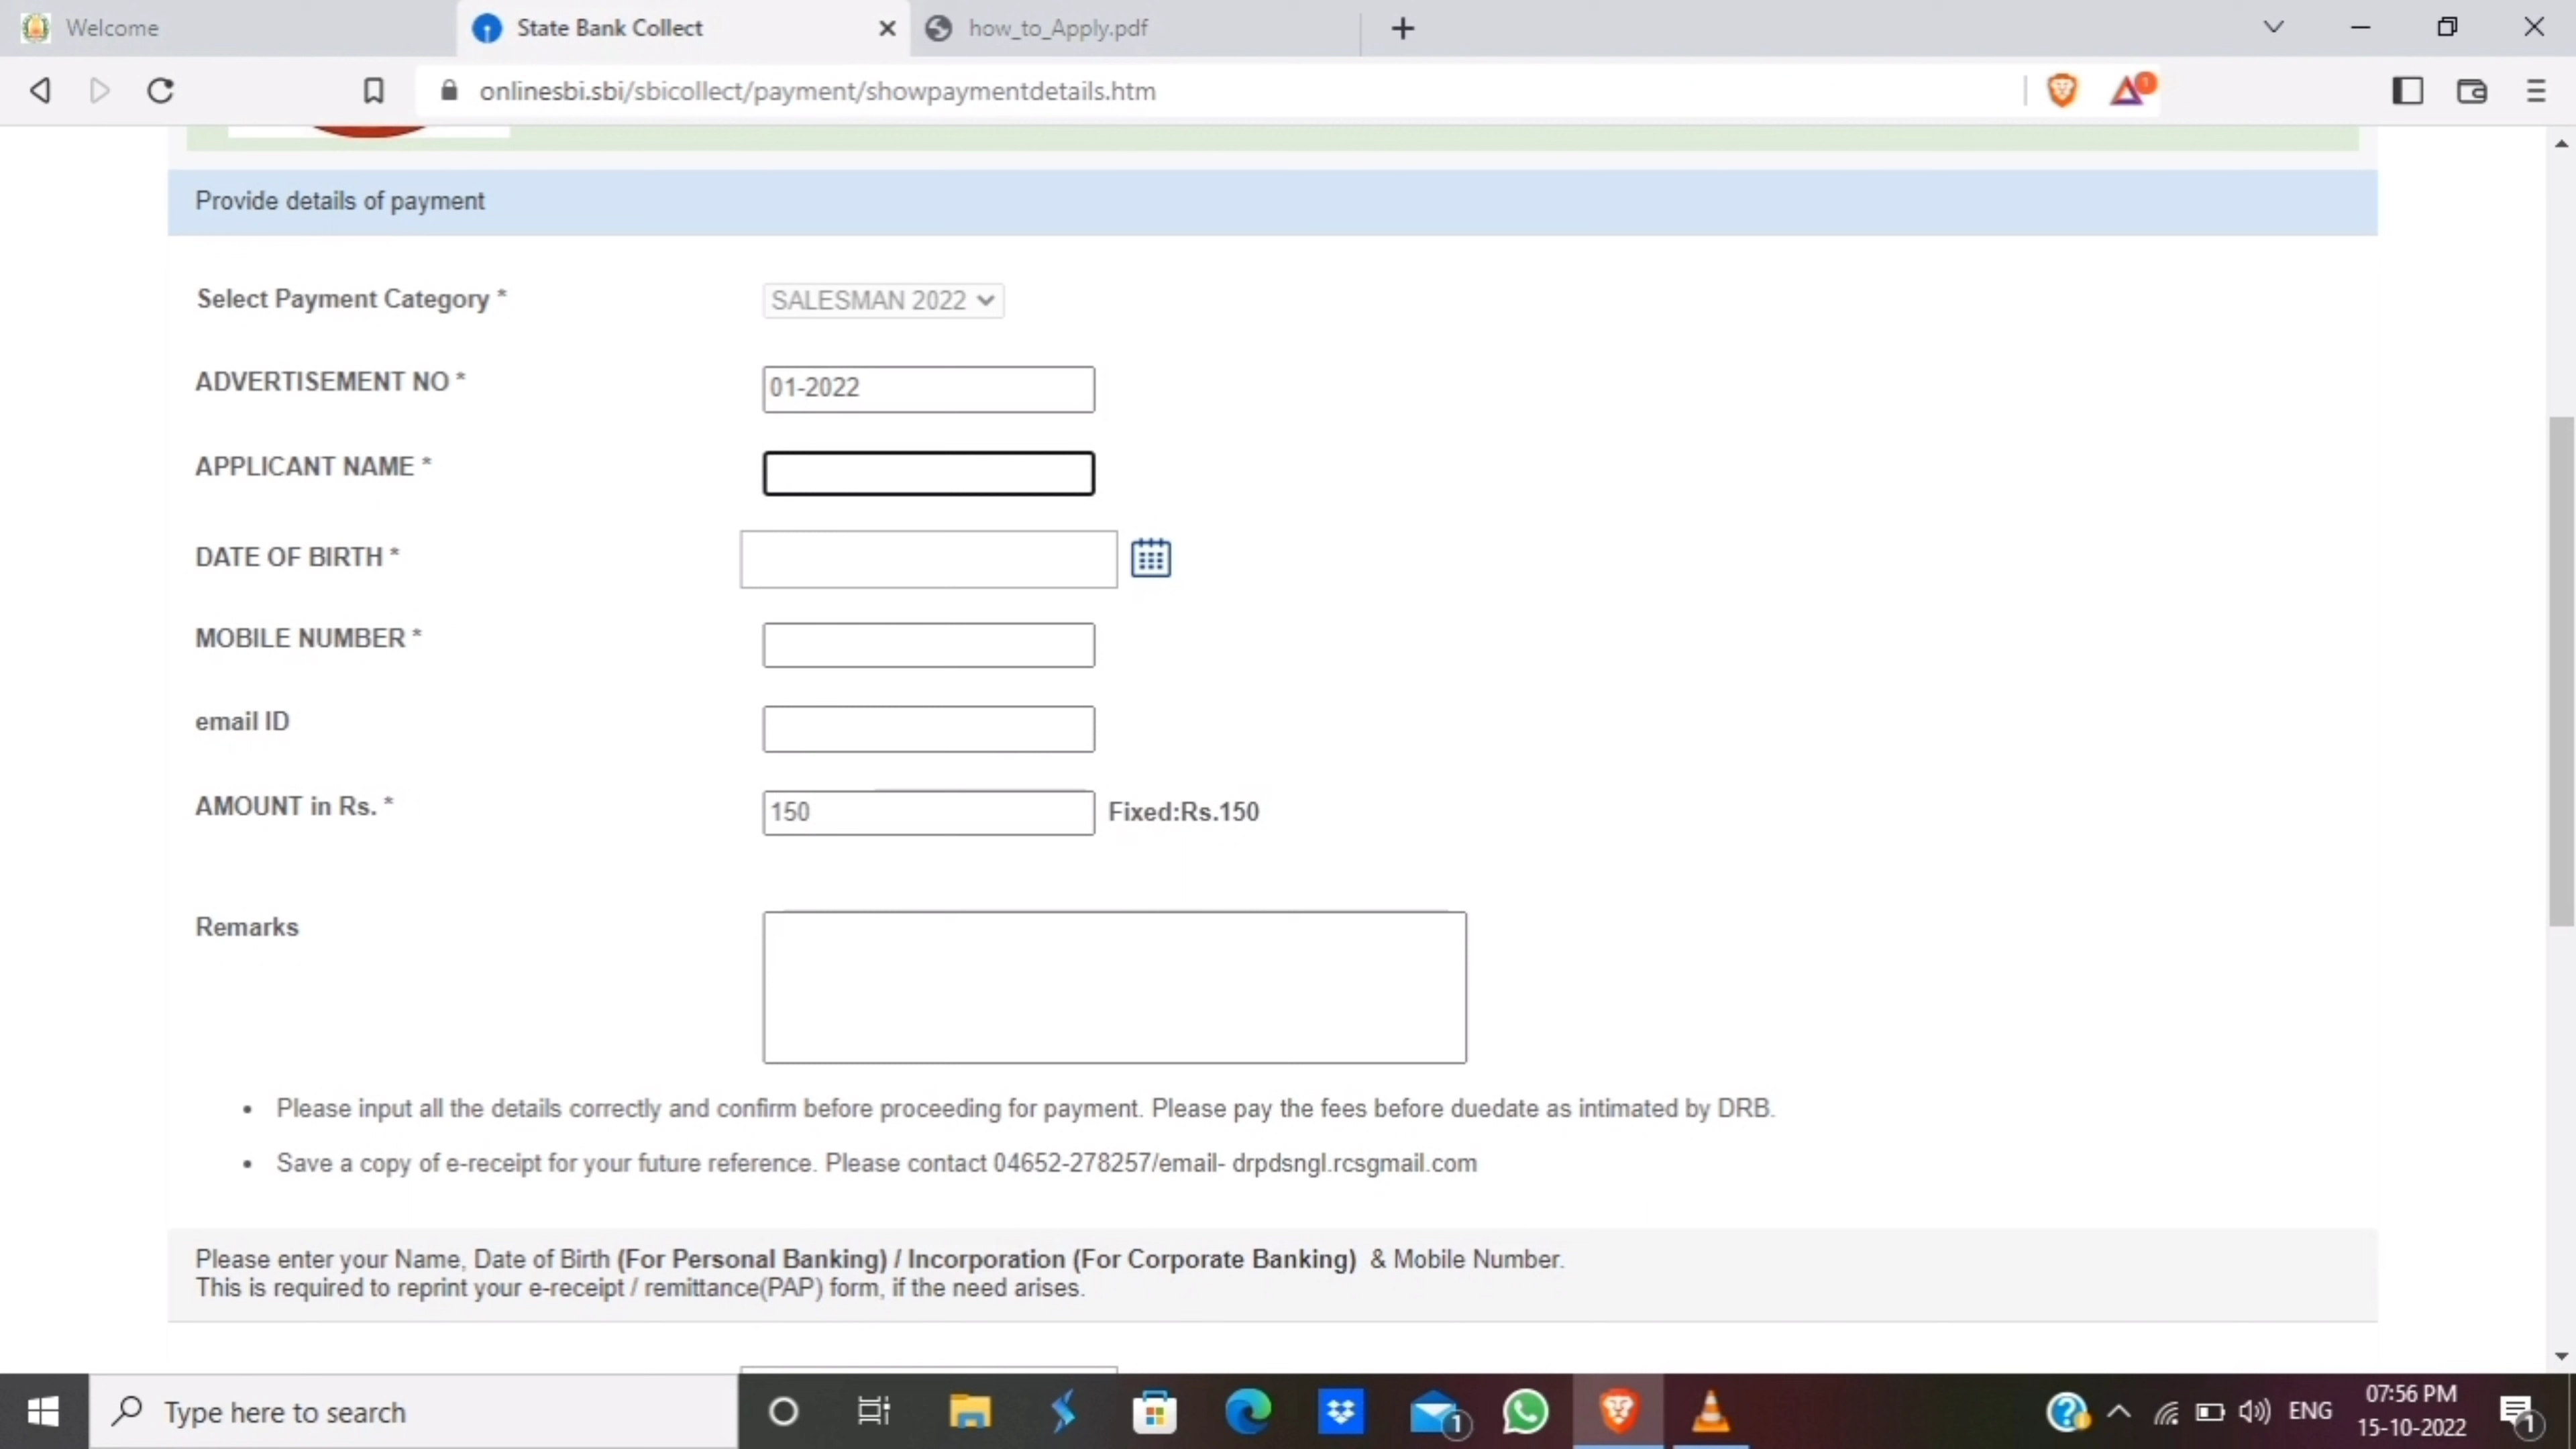 Welcome
State Bank Collect
how_to_Apply.pdf
onlinesbi.sbi/sbicollect/payment/showpaymentdetails.htm
1
Provide details of payment
Select Payment Category *
SALESMAN 2022
ADVERTISEMENT NO *
01-2022
APPLICANT NAME *
DATE OF BIRTH *
MOBILE NUMBER *
email ID
AMOUNT in Rs. *
150
Fixed:Rs.150
Remarks
• Please input all the details correctly and confirm before proceeding for payment. Please pay the fees before duedate as intimated by DRB.
• Save a copy of e-receipt for your future reference. Please contact 04652-278257/email- drpdsngl.rcsgmail.com
Please enter your Name, Date of Birth (For Personal Banking) / Incorporation (For Corporate Banking) & Mobile Number.
This is required to reprint your e-receipt / remittance(PAP) form, if the need arises.
Type here to search
1
ENG
07:56 PM
15-10-2022
1